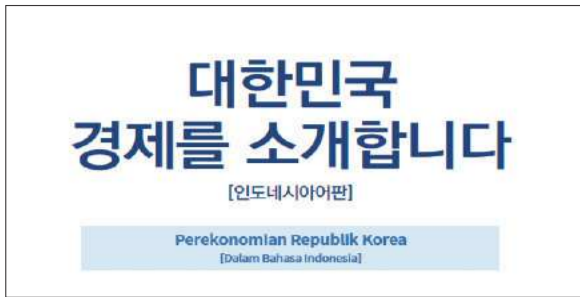 대한민국
경제를 소개합니다
[인도네시아어판]
Perekonomian Republik Korea
[Dalam Bahasa Indonesia]